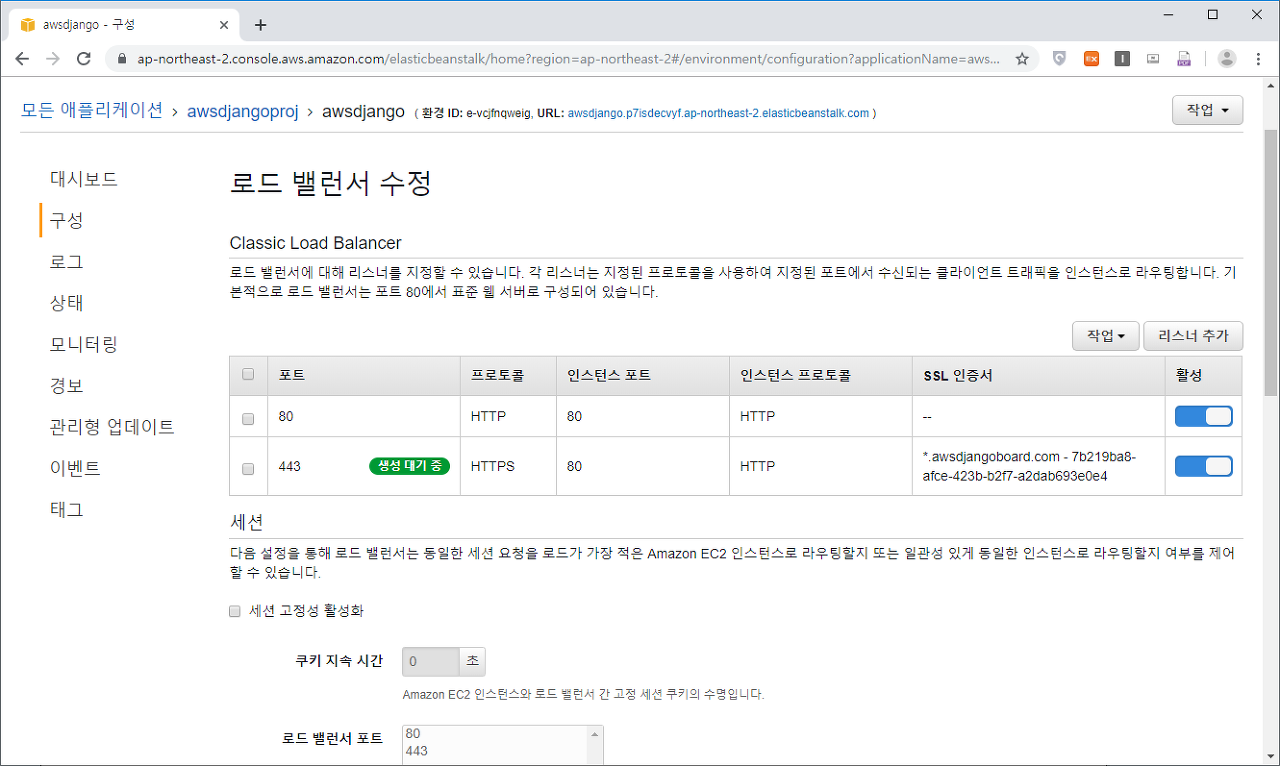 awsdjango - 구성
ap-northeast-2.console.aws.amazon.com/elasticbeanstalk/home?region=ap-northeast-2#/environment/configuration?applicationName=aws...
모든 애플리케이션 > awsdjangoproj > awsdjango ( 환경 ID: e-vcjfnqweig, URL: awsdjango.p7isdecvyf.ap-northeast-2.elasticbeanstalk.com )
작업
대시보드
구성
로그
상태
모니터링
경보
관리형 업데이트
이벤트
태그
로드 밸런서 수정
Classic Load Balancer
로드 밸런서에 대해 리스너를 지정할 수 있습니다. 각 리스너는 지정된 프로토콜을 사용하여 지정된 포트에서 수신되는 클라이언트 트래픽을 인스턴스로 라우팅합니다. 기
본적으로 로드 밸런서는 포트 80에서 표준 웹 서버로 구성되어 있습니다.
작업 리스너 추가
포트 프로토콜 인스턴스 포트 인스턴스 프로토콜 SSL 인증서 활성
80 HTTP 80 HTTP --
443 생성 대기 중 HTTPS 80 HTTP *.awsdjangoboard.com - 7b219ba8-
afce-423b-b2f7-a2dab693e0e4
세션
다음 설정을 통해 로드 밸런서는 동일한 세션 요청을 로드가 가장 적은 Amazon EC2 인스턴스로 라우팅할지 또는 일관성 있게 동일한 인스턴스로 라우팅할지 여부를 제어
할 수 있습니다.
세션 고정성 활성화
쿠키 지속 시간 0 초
Amazon EC2 인스턴스와 로드 밸런서 간 고정 세션 쿠키의 수명입니다.
로드 밸런서 포트 80
443